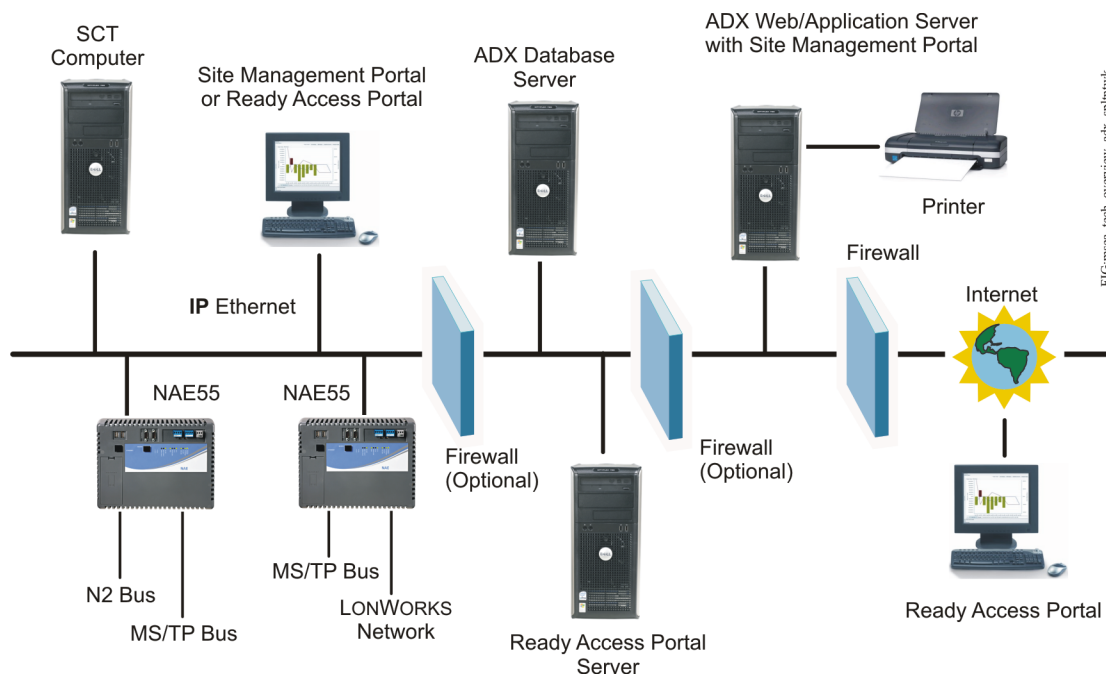 SCT
Computer
Site Management Portal
or Ready Access Portal
ADX Database
Server
ADX Web/Application Server
with Site Management Portal
Printer
Firewall
Internet
IP Ethernet
NAE55
NAE55
Firewall
(Optional)
Firewall
(Optional)
N2 Bus
MS/TP Bus
MS/TP Bus
LONWORKS
Network
Ready Access Portal
Server
Ready Access Portal